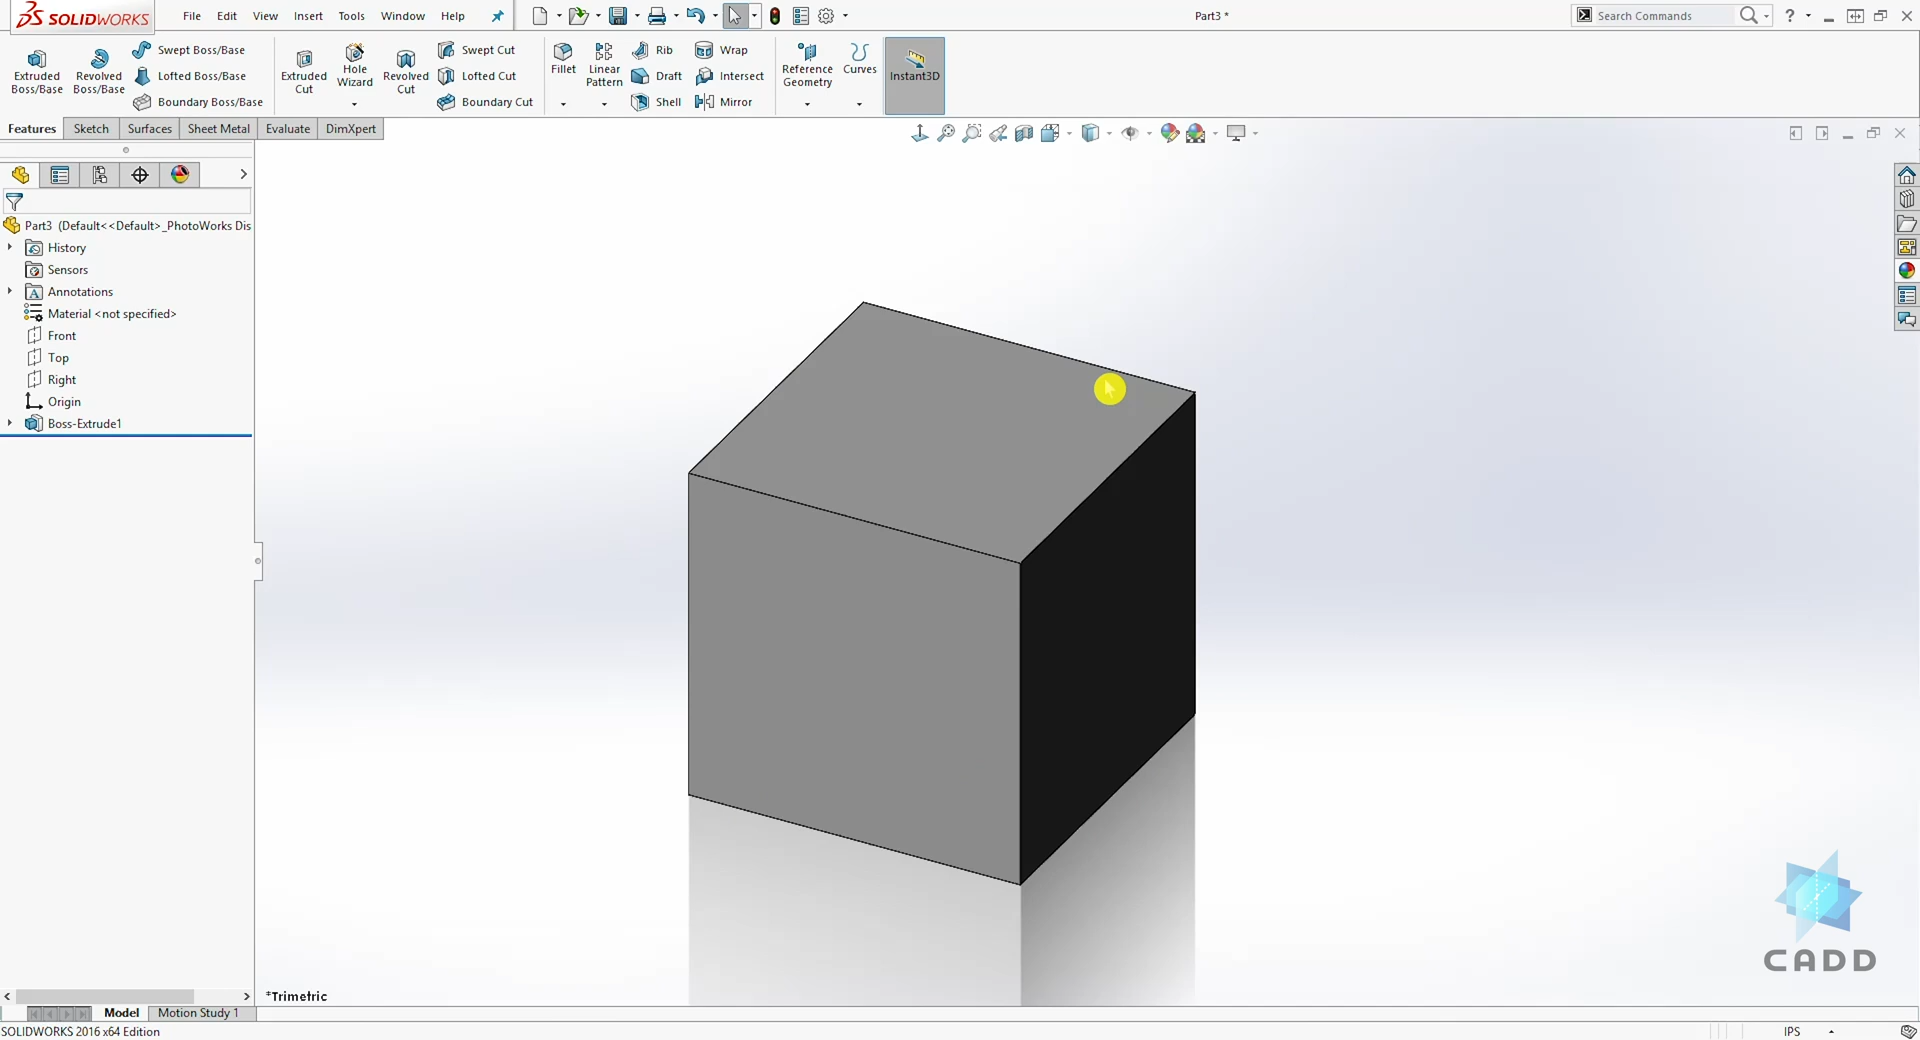 SOLIDWORKS File Edit View Insert Tools Window Help Part3 * Search Commands ?
Extruded Boss/Base
Revolved Boss/Base
Swept Boss/Base
Lofted Boss/Base
Boundary Boss/Base
Extruded Cut
Hole Wizard
Revolved Cut
Swept Cut
Lofted Cut
Boundary Cut
Fillet
Linear Pattern
Rib
Draft
Shell
Wrap
Intersect
Mirror
Reference Geometry
Curves
Instant3D
Features Sketch Surfaces Sheet Metal Evaluate DimXpert
Part3 (Default<<Default>_PhotoWorks Dis
History
Sensors
Annotations
Material <not specified>
Front
Top
Right
Origin
Boss-Extrude1
CADD
*Trimetric
Model Motion Study 1
SOLIDWORKS 2016 x64 Edition IPS